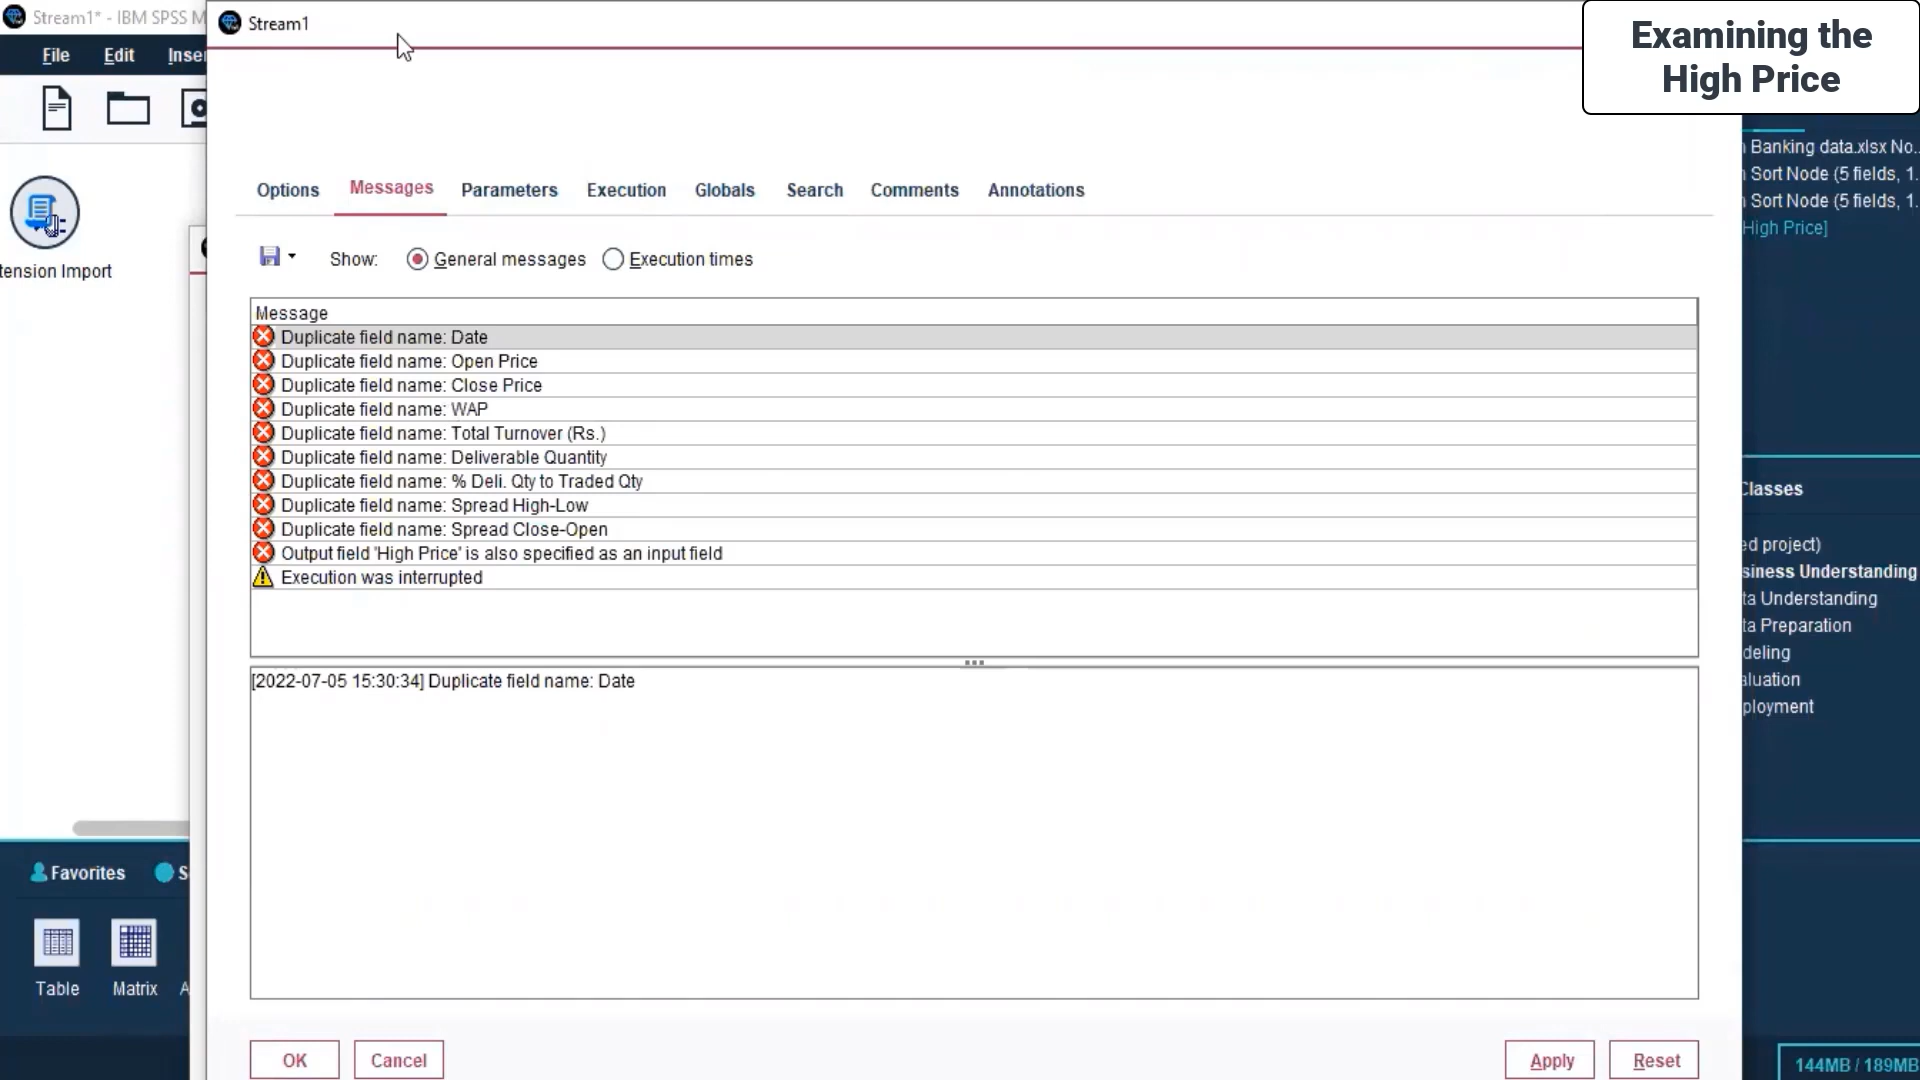 Stream1* - IBM SPSS M
Stream1
Examining the
High Price
File Edit Inser
Banking data.xlsx No..
Sort Node (5 fields, 1.
Sort Node (5 fields, 1.
High Price]
Options Messages Parameters Execution Globals Search Comments Annotations
tension Import
Show: General messages Execution times
Message
Duplicate field name: Date
Duplicate field name: Open Price
Duplicate field name: Close Price
Duplicate field name: WAP
Duplicate field name: Total Turnover (Rs.)
Duplicate field name: Deliverable Quantity
Duplicate field name: % Deli. Qty to Traded Qty
Duplicate field name: Spread High-Low
Duplicate field name: Spread Close-Open
Output field 'High Price' is also specified as an input field
Execution was interrupted
Classes
ed project)
siness Understanding
ta Understanding
ta Preparation
deling
aluation
ployment
[2022-07-05 15:30:34] Duplicate field name: Date
Favorites S
Table Matrix A
OK Cancel Apply Reset
144MB / 189MB